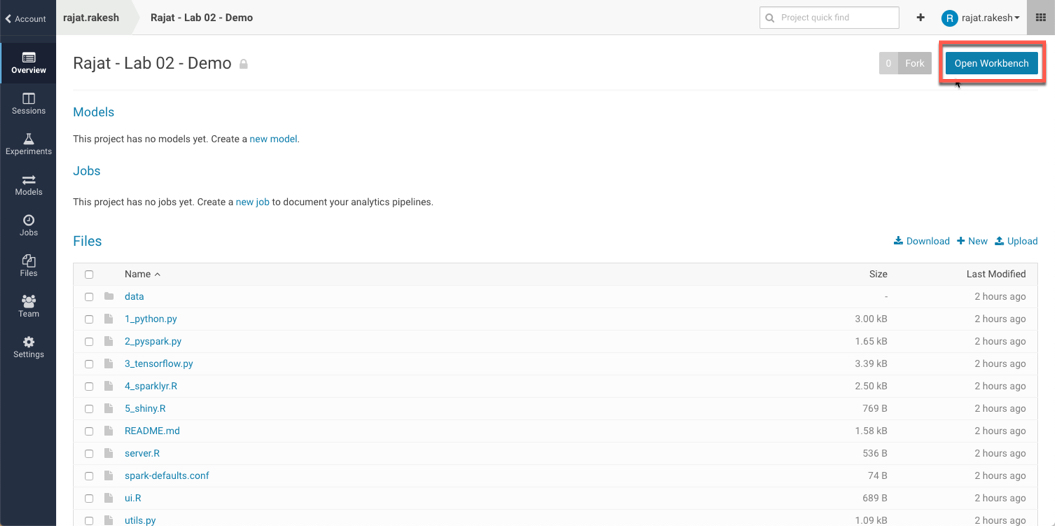 Account
rajat.rakesh
Rajat - Lab 02 - Demo
Project quick find
R
rajat.rakesh
Overview
Sessions
Experiments
Models
Jobs
Files
Team
Settings
Rajat - Lab 02 - Demo
0 Fork
Open Workbench
Models
This project has no models yet. Create a new model.
Jobs
This project has no jobs yet. Create a new job to document your analytics pipelines.
Files
Download New Upload
Name Size Last Modified
data - 2 hours ago
1_python.py 3.00 kB 2 hours ago
2_pyspark.py 1.65 kB 2 hours ago
3_tensorflow.py 3.39 kB 2 hours ago
4_sparklyr.R 2.50 kB 2 hours ago
5_shiny.R 769 B 2 hours ago
README.md 1.58 kB 2 hours ago
server.R 536 B 2 hours ago
spark-defaults.conf 74 B 2 hours ago
ui.R 689 B 2 hours ago
utils.py 1.09 kB 2 hours ago